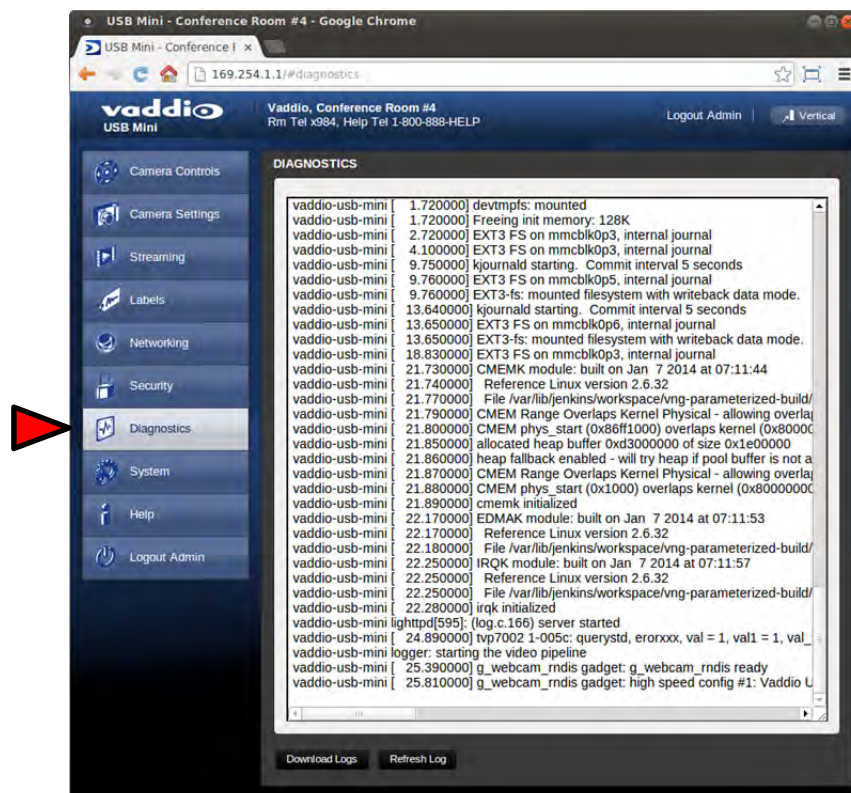 USB Mini - Conference Room #4 - Google Chrome
USB Mini - Conference
169.254.1.1/#diagnostics
vaddio
USB Mini
Vaddio, Conference Room #4
Rm Tel x984, Help Tel 1-800-888-HELP
Logout Admin
Vertical
Camera Controls
Camera Settings
Streaming
Labels
Networking
Security
Diagnostics
System
Help
Logout Admin
DIAGNOSTICS
vaddio-usb-mini [    1.720000] devtmpfs: mounted
vaddio-usb-mini [    1.720000] Freeing init memory: 128K
vaddio-usb-mini [    2.720000] EXT3 FS on mmcblk0p3, internal journal
vaddio-usb-mini [    4.100000] EXT3 FS on mmcblk0p3, internal journal
vaddio-usb-mini [    9.750000] kjournald starting.  Commit interval 5 seconds
vaddio-usb-mini [    9.760000] EXT3 FS on mmcblk0p5, internal journal
vaddio-usb-mini [    9.760000] EXT3-fs: mounted filesystem with writeback data mode.
vaddio-usb-mini [   13.640000] kjournald starting.  Commit interval 5 seconds
vaddio-usb-mini [   13.650000] EXT3 FS on mmcblk0p6, internal journal
vaddio-usb-mini [   13.650000] EXT3-fs: mounted filesystem with writeback data mode.
vaddio-usb-mini [   18.830000] EXT3 FS on mmcblk0p3, internal journal
vaddio-usb-mini [   21.730000] CMEMK module: built on Jan  7 2014 at 07:11:44
vaddio-usb-mini [   21.740000]   Reference Linux version 2.6.32
vaddio-usb-mini [   21.770000]   File /var/lib/jenkins/workspace/vng-parameterized-build/
vaddio-usb-mini [   21.790000] CMEM Range Overlaps Kernel Physical - allowing overlap
vaddio-usb-mini [   21.800000] CMEM phys_start (0x86ff1000) overlaps kernel (0x80000
vaddio-usb-mini [   21.850000] allocated heap buffer 0xd3000000 of size 0x1e00000
vaddio-usb-mini [   21.860000] heap fallback enabled - will try heap if pool buffer is not a
vaddio-usb-mini [   21.870000] CMEM Range Overlaps Kernel Physical - allowing overlap
vaddio-usb-mini [   21.880000] CMEM phys_start (0x1000) overlaps kernel (0x80000000
vaddio-usb-mini [   21.890000] cmemk initialized
vaddio-usb-mini [   22.170000] EDMAK module: built on Jan  7 2014 at 07:11:53
vaddio-usb-mini [   22.170000]   Reference Linux version 2.6.32
vaddio-usb-mini [   22.180000]   File /var/lib/jenkins/workspace/vng-parameterized-build/
vaddio-usb-mini [   22.250000] IRQK module: built on Jan  7 2014 at 07:11:57
vaddio-usb-mini [   22.250000]   Reference Linux version 2.6.32
vaddio-usb-mini [   22.250000]   File /var/lib/jenkins/workspace/vng-parameterized-build/
vaddio-usb-mini [   22.280000] irqk initialized
vaddio-usb-mini lighttpd[595]: (log.c.166) server started
vaddio-usb-mini [   24.890000] tvp7002 1-005c: querystd, erorxxx, val = 1, val1 = 1, val_
vaddio-usb-mini logger: starting the video pipeline
vaddio-usb-mini [   25.390000] g_webcam_rndis gadget: g_webcam_rndis ready
vaddio-usb-mini [   25.810000] g_webcam_rndis gadget: high speed config #1: Vaddio U
Download Logs
Refresh Log